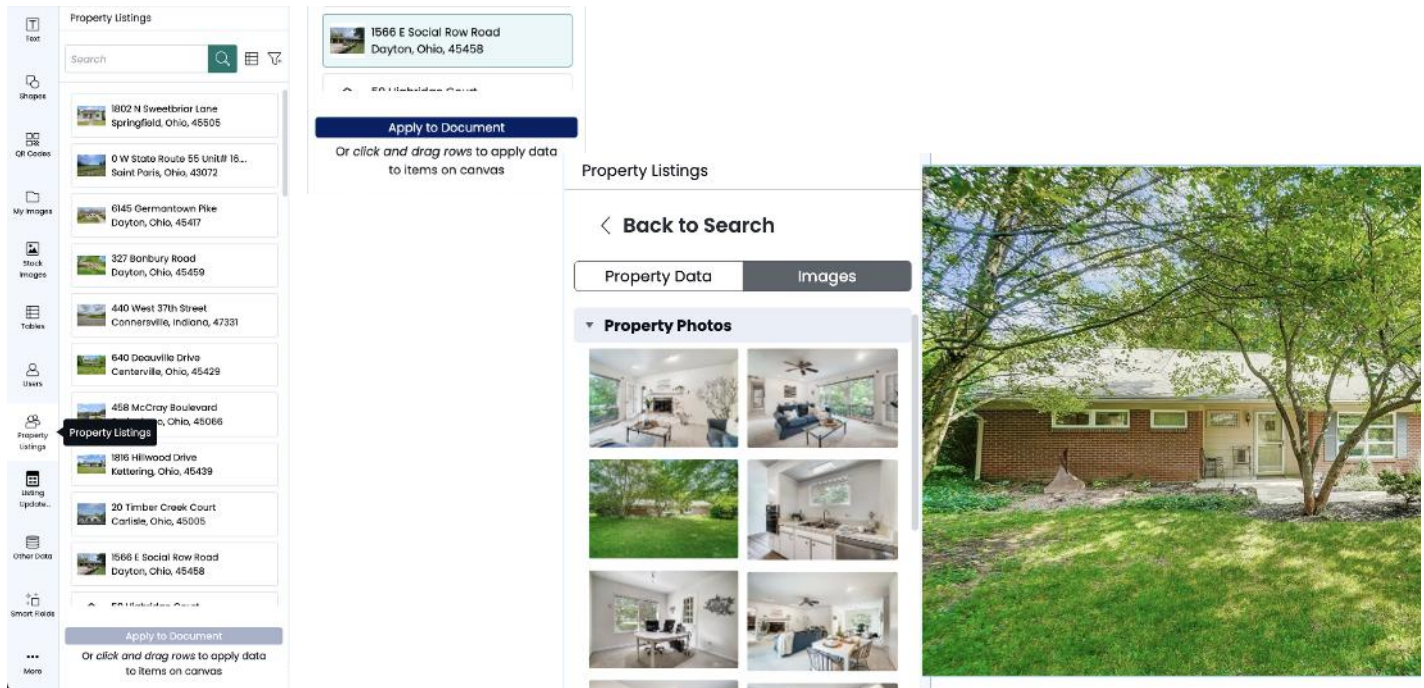 Text
Shapes
QR Codes
My Images
Stock
Images
Tables
Users
Property
Listings
Listing
Update...
Other Data
Smart Fields
More
Property Listings
Search
1802 N Sweetbriar Lane
Springfield, Ohio, 45505
0 W State Route 55 Unit# 16...
Saint Paris, Ohio, 43072
6145 Germantown Pike
Dayton, Ohio, 45417
327 Banbury Road
Dayton, Ohio, 45459
440 West 37th Street
Connersville, Indiana, 47331
640 Deauville Drive
Centerville, Ohio, 45429
458 McCray Boulevard
Ohio, 45066
Property Listings
1816 Hillwood Drive
Kettering, Ohio, 45439
20 Timber Creek Court
Carlisle, Ohio, 45005
1566 E Social Row Road
Dayton, Ohio, 45458
Apply to Document
Or click and drag rows to apply data
to items on canvas
1566 E Social Row Road
Dayton, Ohio, 45458
Apply to Document
Or click and drag rows to apply data
to items on canvas
Property Listings
Back to Search
Property Data
Images
Property Photos